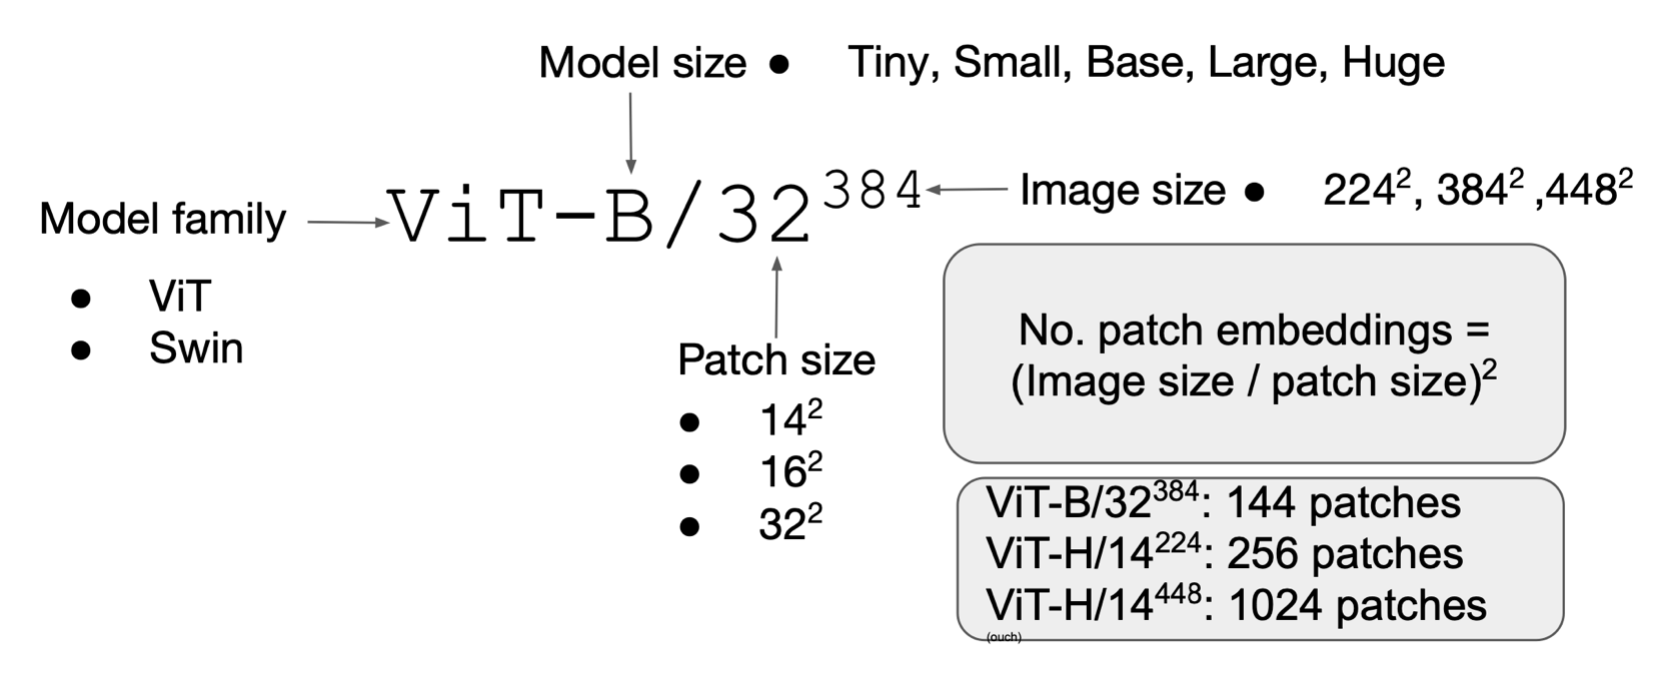 Model size ● Tiny, Small, Base, Large, Huge
ViT-B/32³⁸⁴
Image size ● 224², 384² ,448²
Model family
● ViT
● Swin
Patch size
● 14²
● 16²
● 32²
No. patch embeddings =
(Image size / patch size)²
ViT-B/32³⁸⁴: 144 patches
ViT-H/14²²⁴: 256 patches
ViT-H/14⁴⁴⁸: 1024 patches
(ouch)